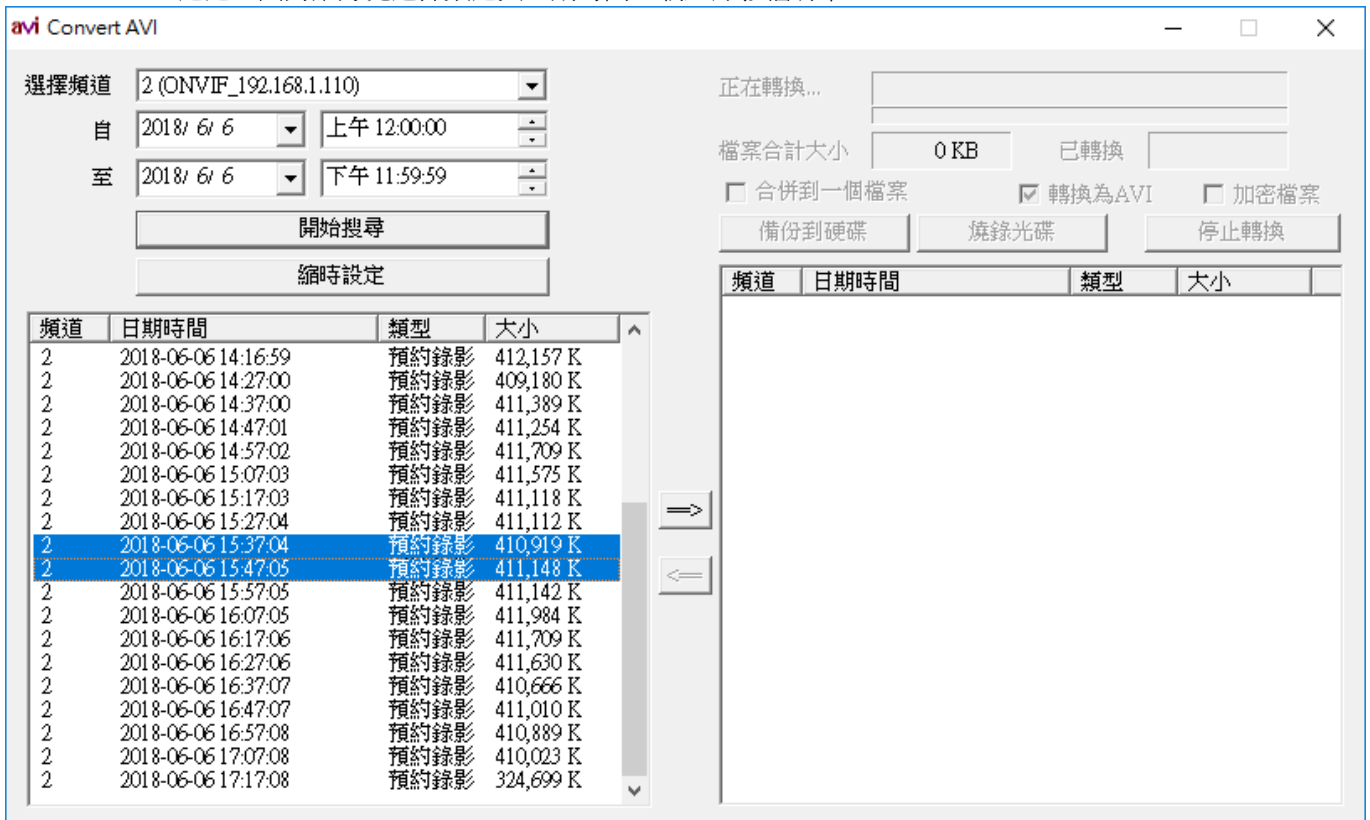 avi Convert AVI
選擇頻道 2 (ONVIF_192.168.1.110)
自 2018/ 6/ 6 上午 12:00:00
至 2018/ 6/ 6 下午 11:59:59
開始搜尋
縮時設定
頻道 日期時間 類型 大小
2 2018-06-06 14:16:59 預約錄影 412,157 K
2 2018-06-06 14:27:00 預約錄影 409,180 K
2 2018-06-06 14:37:00 預約錄影 411,389 K
2 2018-06-06 14:47:01 預約錄影 411,254 K
2 2018-06-06 14:57:02 預約錄影 411,709 K
2 2018-06-06 15:07:03 預約錄影 411,575 K
2 2018-06-06 15:17:03 預約錄影 411,118 K
2 2018-06-06 15:27:04 預約錄影 411,112 K
2 2018-06-06 15:37:04 預約錄影 410,919 K
2 2018-06-06 15:47:05 預約錄影 411,148 K
2 2018-06-06 15:57:05 預約錄影 411,142 K
2 2018-06-06 16:07:05 預約錄影 411,984 K
2 2018-06-06 16:17:06 預約錄影 411,709 K
2 2018-06-06 16:27:06 預約錄影 411,630 K
2 2018-06-06 16:37:07 預約錄影 410,666 K
2 2018-06-06 16:47:07 預約錄影 411,010 K
2 2018-06-06 16:57:08 預約錄影 410,889 K
2 2018-06-06 17:07:08 預約錄影 410,023 K
2 2018-06-06 17:17:08 預約錄影 324,699 K
==>
<==
正在轉換...
檔案合計大小 0 KB 已轉換
合併到一個檔案 轉換為AVI 加密檔案
備份到硬碟 燒錄光碟 停止轉換
頻道 日期時間 類型 大小